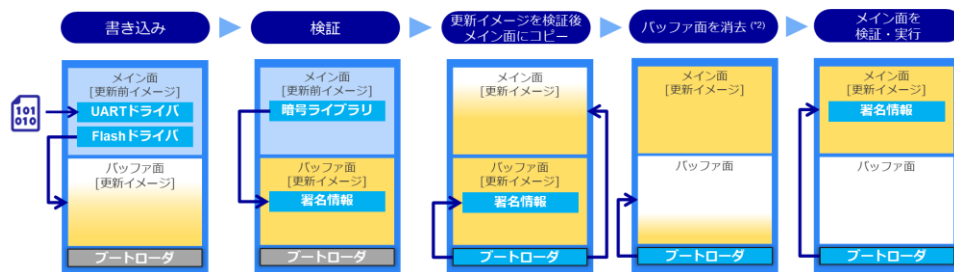 書き込み
検証
更新イメージを検証後
メイン面にコピー
バッファ面を消去 (*2)
メイン面を
検証・実行
101
010
メイン面
[更新前イメージ]
UARTドライバ
Flashドライバ
バッファ面
[更新イメージ]
ブートローダ
メイン面
[更新前イメージ]
暗号ライブラリ
バッファ面
[更新イメージ]
署名情報
ブートローダ
メイン面
[更新イメージ]
バッファ面
[更新イメージ]
署名情報
ブートローダ
メイン面
[更新イメージ]
バッファ面
ブートローダ
メイン面
[更新イメージ]
署名情報
バッファ面
ブートローダ